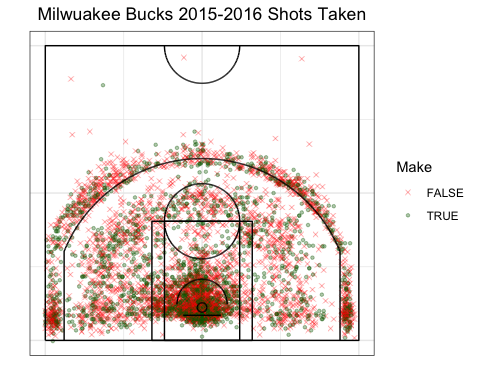 Milwuakee Bucks 2015-2016 Shots Taken
Make
FALSE
TRUE